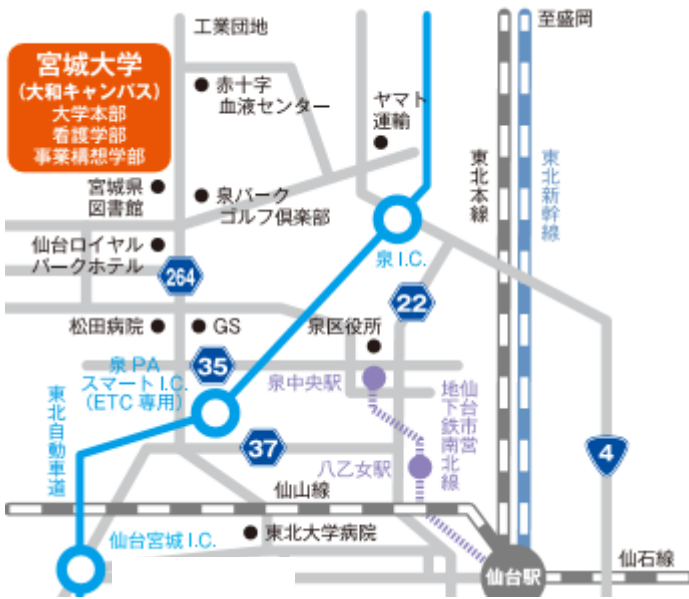 工業団地
至盛岡
宮城大学
(大和キャンパス)
大学本部
看護学部
事業構想学部
赤十字
血液センター
ヤマト
運輸
東北本線
東北新幹線
宮城県
図書館
泉パーク
ゴルフ倶楽部
仙台ロイヤル
パークホテル
264
泉 I.C.
22
松田病院
GS
泉区役所
泉 PA
スマート I.C.
(ETC 専用)
35
泉中央駅
仙台市営
地下鉄南北線
東北自動車道
37
八乙女駅
4
仙山線
仙台宮城 I.C.
東北大学病院
仙台駅
仙石線